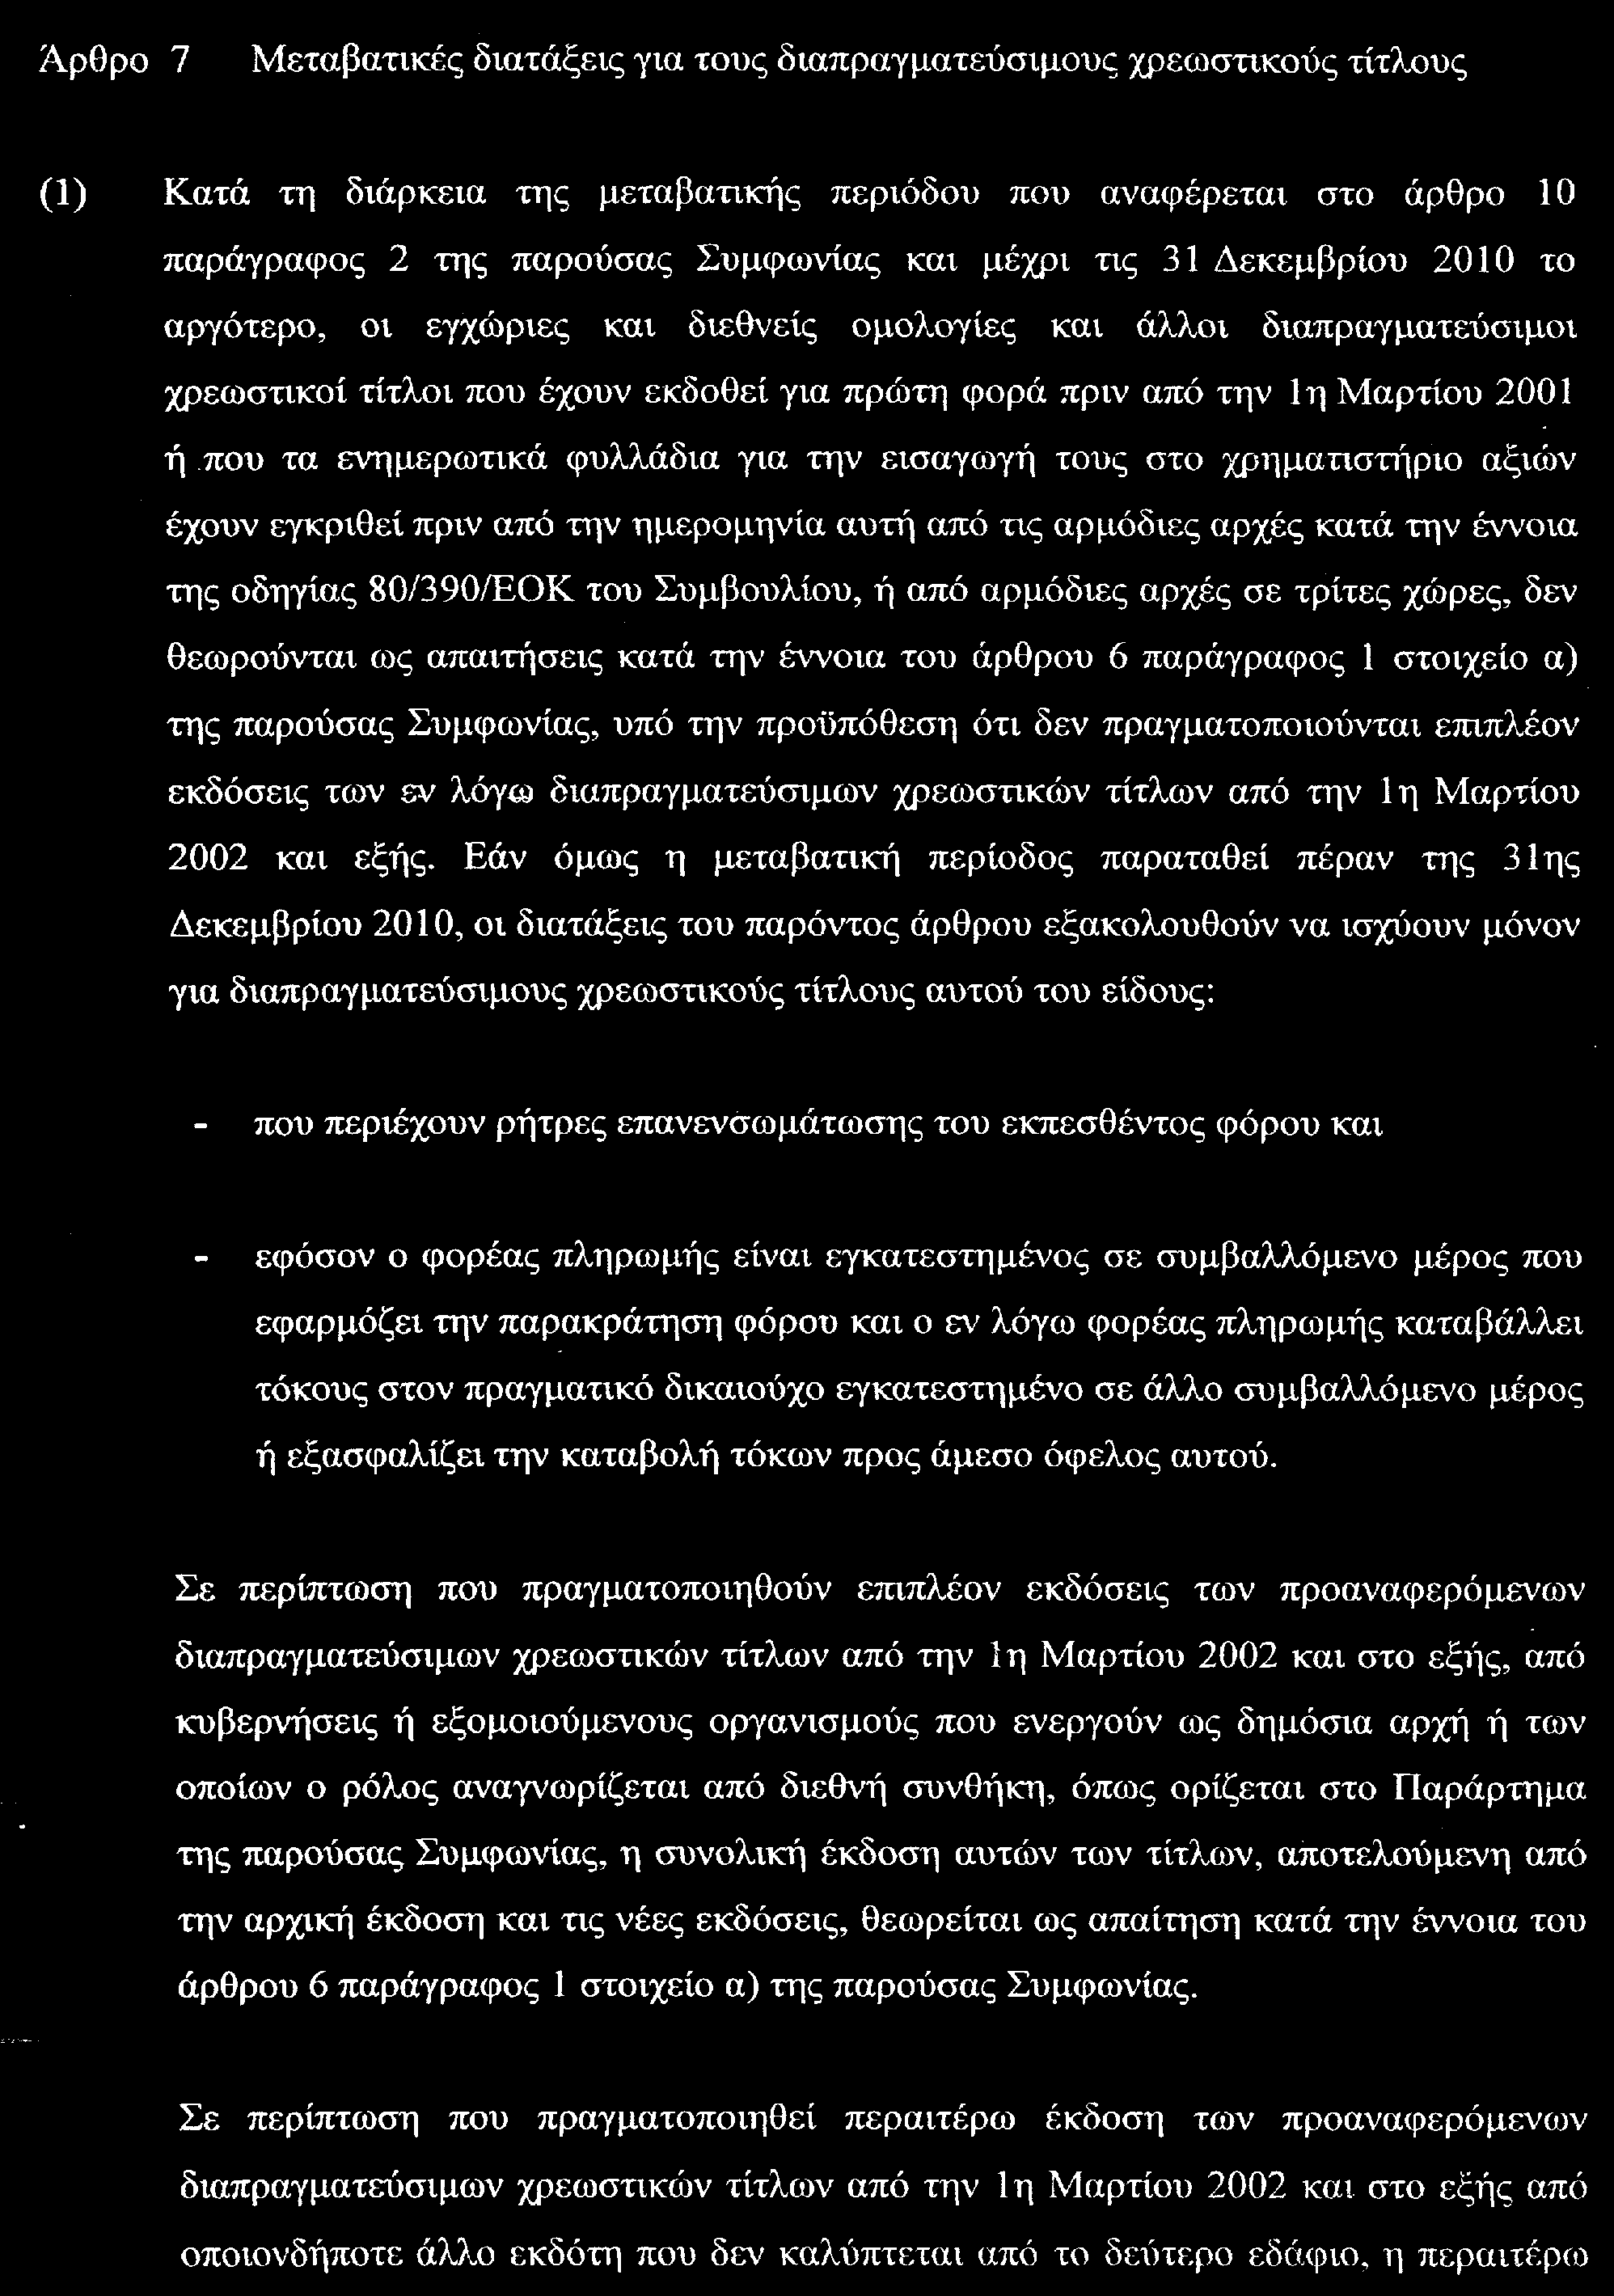 Άρθρο 7 Μεταβατικές διατάξεις για τους διαπραγματεύσιμους χρεωστικούς τίτλους
(1) Κατά τη διάρκεια της μεταβατικής περιόδου που αναφέρεται στο άρθρο 10
παράγραφος 2 της παρούσας Συμφωνίας και μέχρι τις 31 Δεκεμβρίου 2010 το
αργότερο, οι εγχώριες και διεθνείς ομολογίες και άλλοι διαπραγματεύσιμοι
χρεωστικοί τίτλοι που έχουν εκδοθεί για πρώτη φορά πριν από την 1η Μαρτίου 2001
ή που τα ενημερωτικά φυλλάδια για την εισαγωγή τους στο χρηματιστήριο αξιών
έχουν εγκριθεί πριν από την ημερομηνία αυτή από τις αρμόδιες αρχές κατά την έννοια
της οδηγίας 80/390/ΕΟΚ του Συμβουλίου, ή από αρμόδιες αρχές σε τρίτες χώρες, δεν
θεωρούνται ως απαιτήσεις κατά την έννοια του άρθρου 6 παράγραφος 1 στοιχείο α)
της παρούσας Συμφωνίας, υπό την προϋπόθεση ότι δεν πραγματοποιούνται επιπλέον
εκδόσεις των εν λόγω διαπραγματεύσιμων χρεωστικών τίτλων από την 1η Μαρτίου
2002 και εξής. Εάν όμως η μεταβατική περίοδος παραταθεί πέραν της 31ης
Δεκεμβρίου 2010, οι διατάξεις του παρόντος άρθρου εξακολουθούν να ισχύουν μόνον
για διαπραγματεύσιμους χρεωστικούς τίτλους αυτού του είδους:
- που περιέχουν ρήτρες επανενσωμάτωσης του εκπεσθέντος φόρου και
- εφόσον ο φορέας πληρωμής είναι εγκατεστημένος σε συμβαλλόμενο μέρος που
εφαρμόζει την παρακράτηση φόρου και ο εν λόγω φορέας πληρωμής καταβάλλει
τόκους στον πραγματικό δικαιούχο εγκατεστημένο σε άλλο συμβαλλόμενο μέρος
ή εξασφαλίζει την καταβολή τόκων προς άμεσο όφελος αυτού.
Σε περίπτωση που πραγματοποιηθούν επιπλέον εκδόσεις των προαναφερόμενων
διαπραγματεύσιμων χρεωστικών τίτλων από την 1η Μαρτίου 2002 και στο εξής, από
κυβερνήσεις ή εξομοιούμενους οργανισμούς που ενεργούν ως δημόσια αρχή ή των
οποίων ο ρόλος αναγνωρίζεται από διεθνή συνθήκη, όπως ορίζεται στο Παράρτημα
της παρούσας Συμφωνίας, η συνολική έκδοση αυτών των τίτλων, αποτελούμενη από
την αρχική έκδοση και τις νέες εκδόσεις, θεωρείται ως απαίτηση κατά την έννοια του
άρθρου 6 παράγραφος 1 στοιχείο α) της παρούσας Συμφωνίας.
Σε περίπτωση που πραγματοποιηθεί περαιτέρω έκδοση των προαναφερόμενων
διαπραγματεύσιμων χρεωστικών τίτλων από την 1η Μαρτίου 2002 και στο εξής από
οποιονδήποτε άλλο εκδότη που δεν καλύπτεται από το δεύτερο εδάφιο, η περαιτέρω